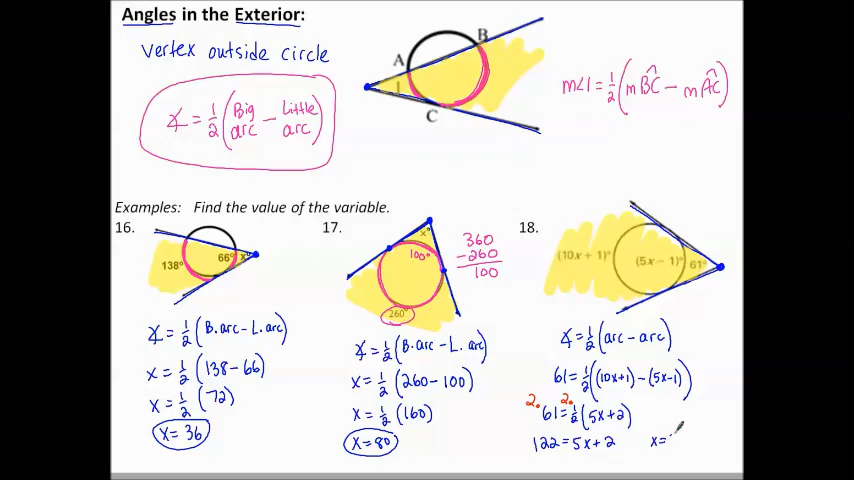 Angles in the Exterior:
vertex outside circle
∡ = 1/2 (Big arc − Little arc)
A
B
C
1
m∠1 = 1/2 (mBC − mAC)
Examples: Find the value of the variable.
16.
138°
66°
x°
∡ = 1/2 (B. arc − L. arc)
x = 1/2 (138 − 66)
x = 1/2 (72)
x = 36
17.
x°
100°
260°
360
− 260
100
∡ = 1/2 (B. arc − L. arc)
x = 1/2 (260 − 100)
x = 1/2 (160)
x = 80
18.
(10x + 1)°
(5x − 1)°
61°
∡ = 1/2 (arc − arc)
61 = 1/2 ((10x+1) − (5x−1))
2. 61 = 2. 1/2 (5x + 2)
122 = 5x + 2
x =